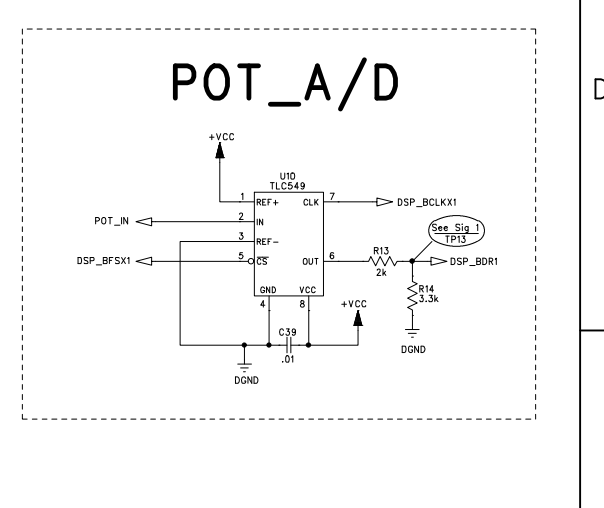 POT_A/D
D
+VCC
U10
TLC549
1 REF+ CLK 7 DSP_BCLKX1
POT_IN 2 IN
See Sig 1
TP13
3 REF-
DSP_BFSX1 5 CS OUT 6 R13 DSP_BDR1
2k
R14
3.3k
GND VCC
4 8 +VCC
C39
.01
DGND
DGND